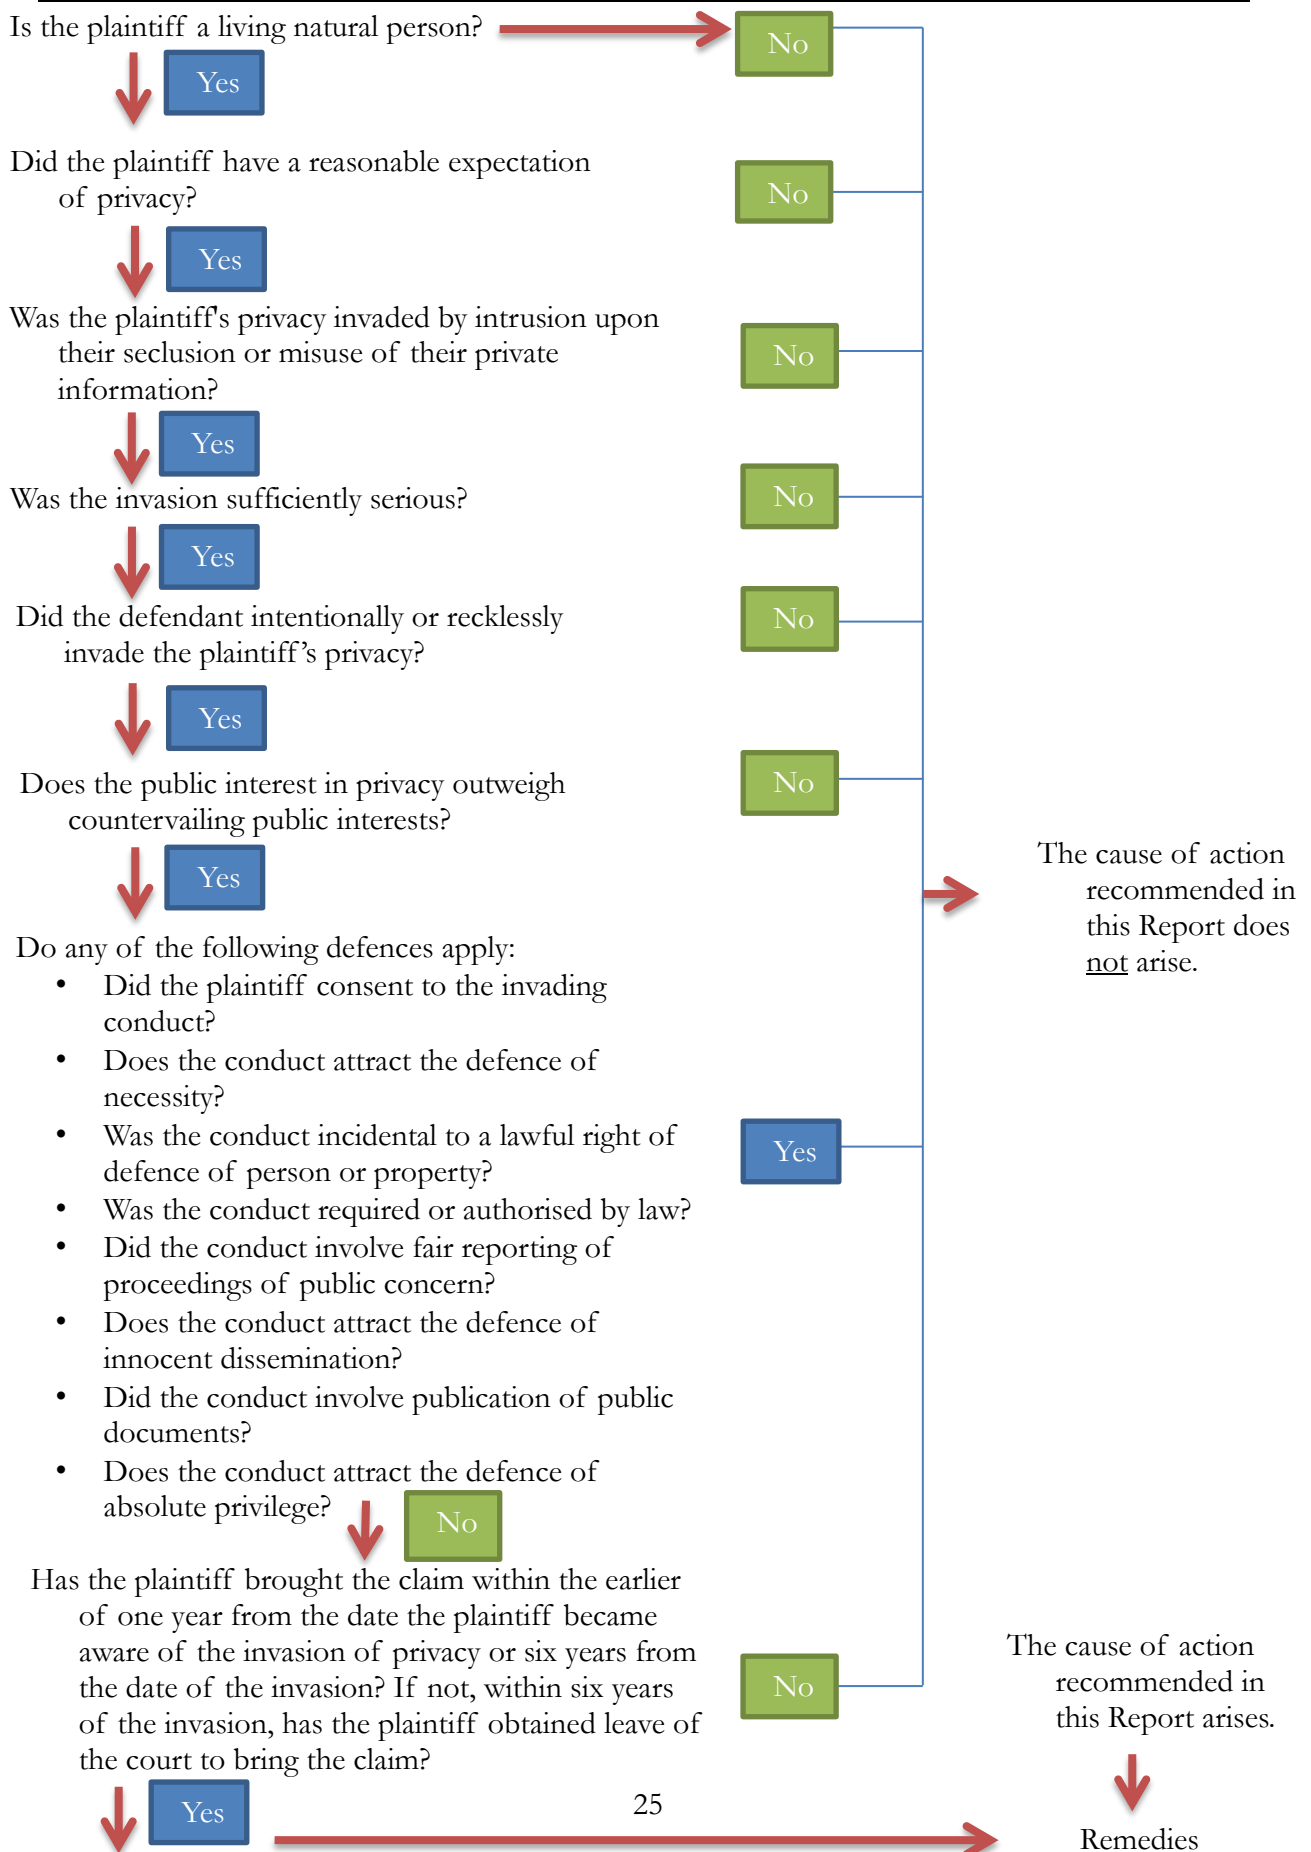 Is the plaintiff a living natural person?
No
Yes
Did the plaintiff have a reasonable expectation
of privacy?
No
Yes
Was the plaintiff's privacy invaded by intrusion upon
their seclusion or misuse of their private
information?
No
Yes
Was the invasion sufficiently serious?
No
Yes
Did the defendant intentionally or recklessly
invade the plaintiff’s privacy?
No
Yes
Does the public interest in privacy outweigh
countervailing public interests?
No
Yes
The cause of action
recommended in
this Report does
not arise.
Do any of the following defences apply:
• Did the plaintiff consent to the invading
conduct?
• Does the conduct attract the defence of
necessity?
• Was the conduct incidental to a lawful right of
defence of person or property?
• Was the conduct required or authorised by law?
• Did the conduct involve fair reporting of
proceedings of public concern?
• Does the conduct attract the defence of
innocent dissemination?
• Did the conduct involve publication of public
documents?
• Does the conduct attract the defence of
absolute privilege?
Yes
No
Has the plaintiff brought the claim within the earlier
of one year from the date the plaintiff became
aware of the invasion of privacy or six years from
the date of the invasion? If not, within six years
of the invasion, has the plaintiff obtained leave of
the court to bring the claim?
No
Yes
The cause of action
recommended in
this Report arises.
Remedies
25